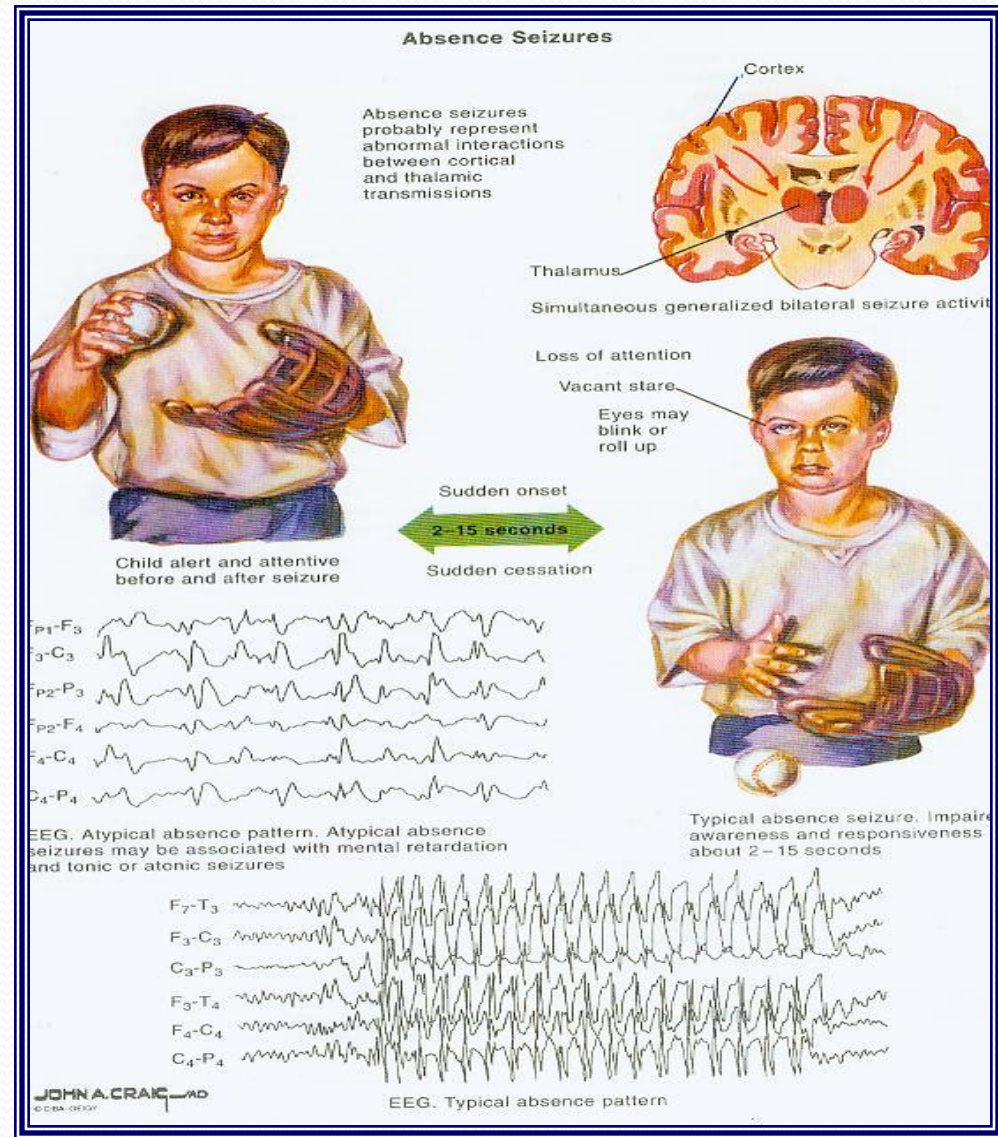 Absence Seizures
Absence seizures
probably represent
abnormal interactions
between cortical
and thalamic
transmissions
Cortex
Thalamus
Simultaneous generalized bilateral seizure activit
Loss of attention
Vacant stare
Eyes may
blink or
roll up
Sudden onset
2–15 seconds
Sudden cessation
Child alert and attentive
before and after seizure
FP1-F3
F3-C3
FP2-P3
FP2-F4
F4-C4
C4-P4
EEG. Atypical absence pattern. Atypical absence
seizures may be associated with mental retardation
and tonic or atonic seizures
Typical absence seizure. Impaire
awareness and responsiveness
about 2–15 seconds
F7-T3
F3-C3
C3-P3
F3-T4
F4-C4
C4-P4
EEG. Typical absence pattern
JOHN A. CRAIG MD
© CIBA-GEIGY